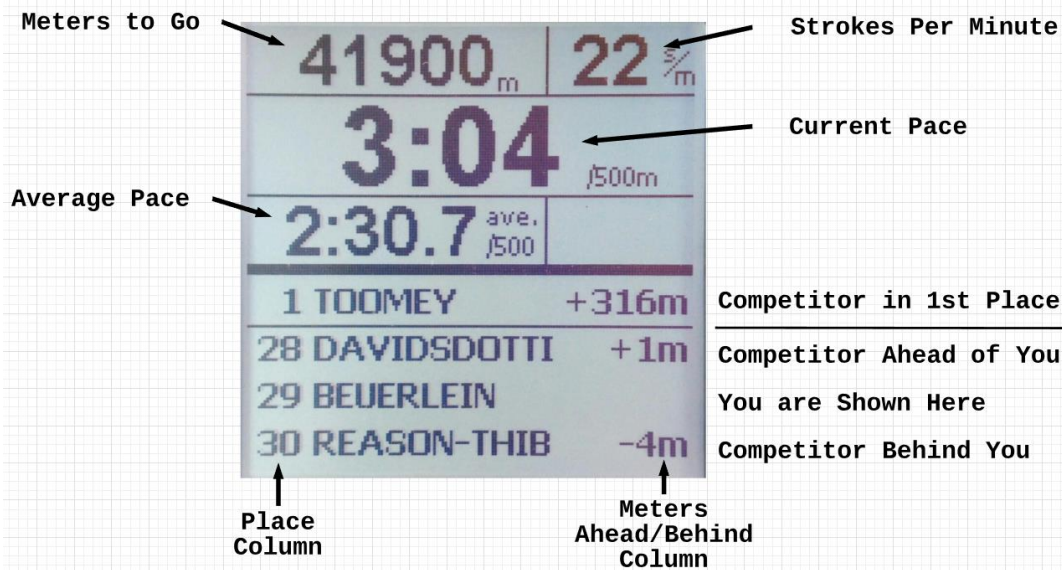 Meters to Go
41900m
22 s/m
Strokes Per Minute
3:04 /500m
Current Pace
Average Pace
2:30.7 ave. /500
1 TOOMEY +316m
Competitor in 1st Place
28 DAVIDSDOTTI +1m
Competitor Ahead of You
29 BEUERLEIN
You are Shown Here
30 REASON-THIB -4m
Competitor Behind You
Place
Column
Meters
Ahead/Behind
Column